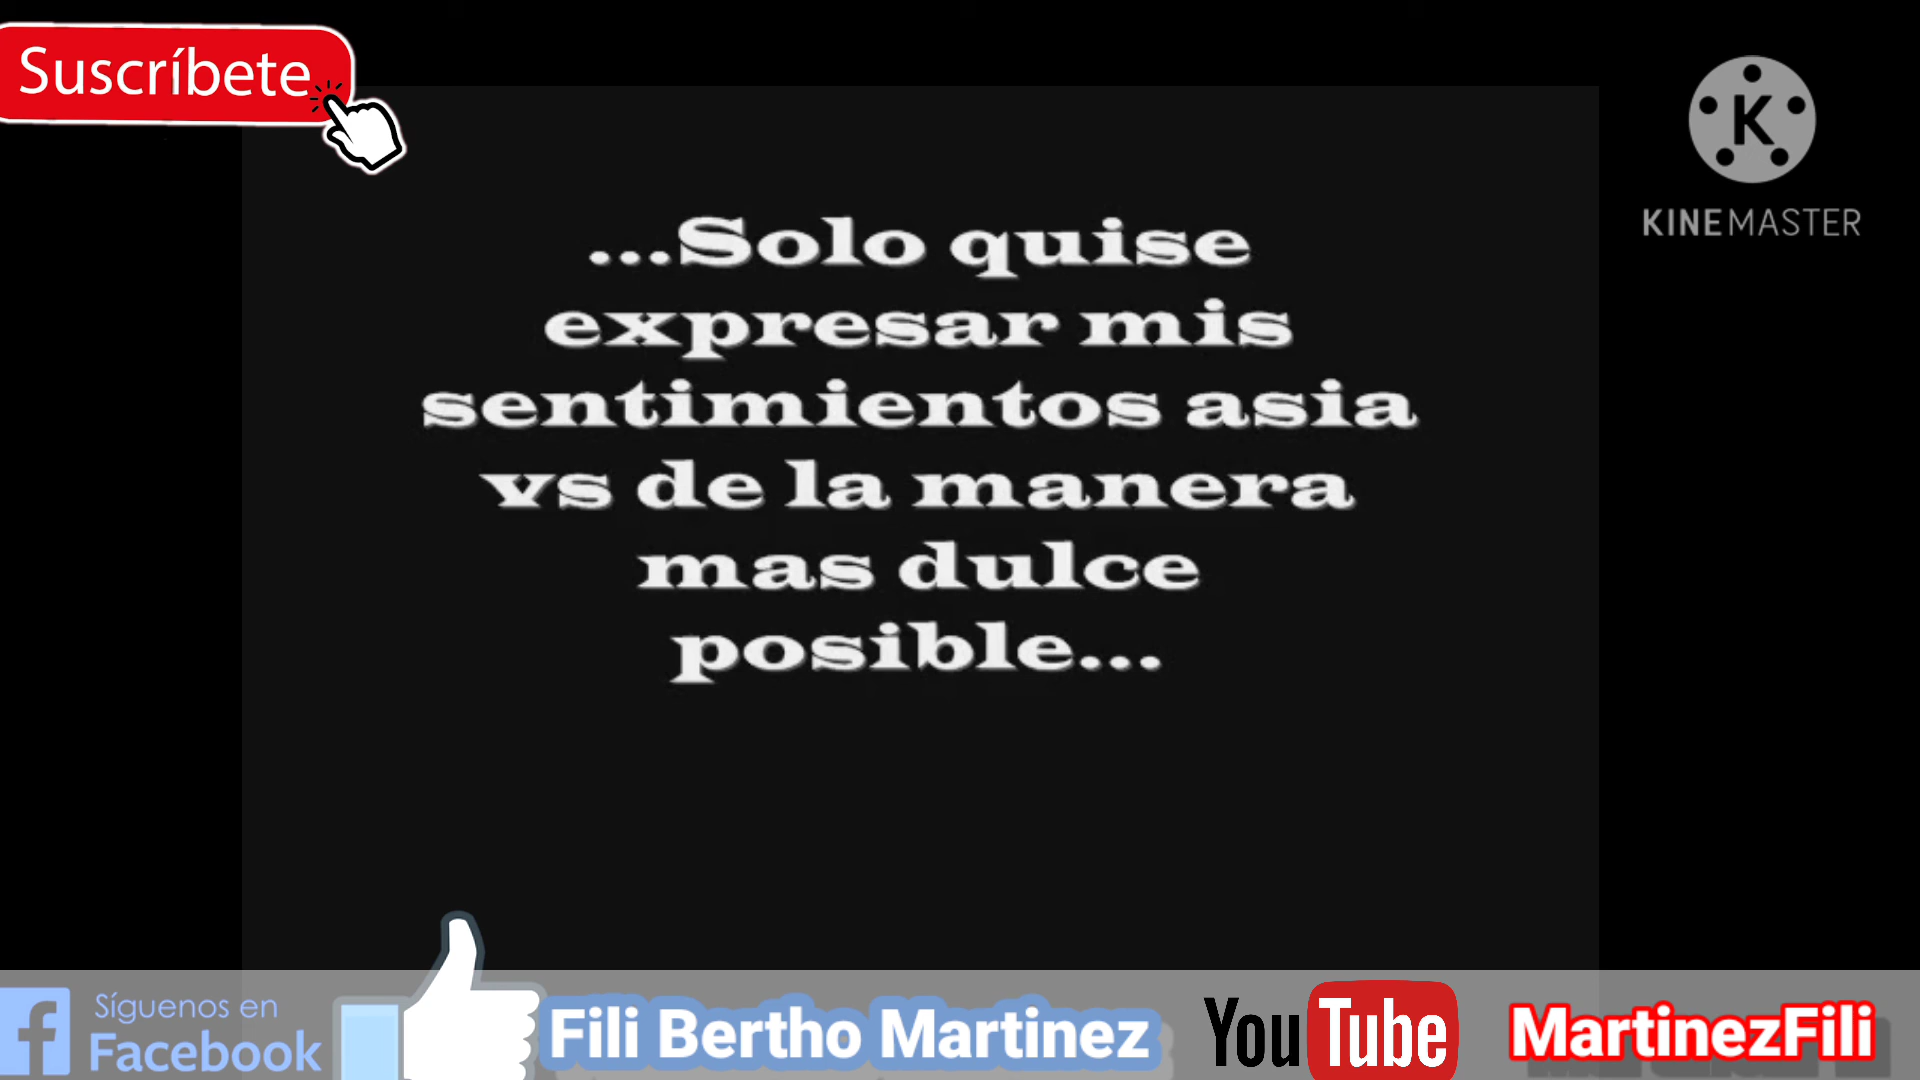 Suscríbete
K
KINEMASTER
...Solo quise
expresar mis
sentimientos asia
vs de la manera
mas dulce
posible...
f
Síguenos en
Facebook
Fili Bertho Martinez
YouTube
MartinezFili